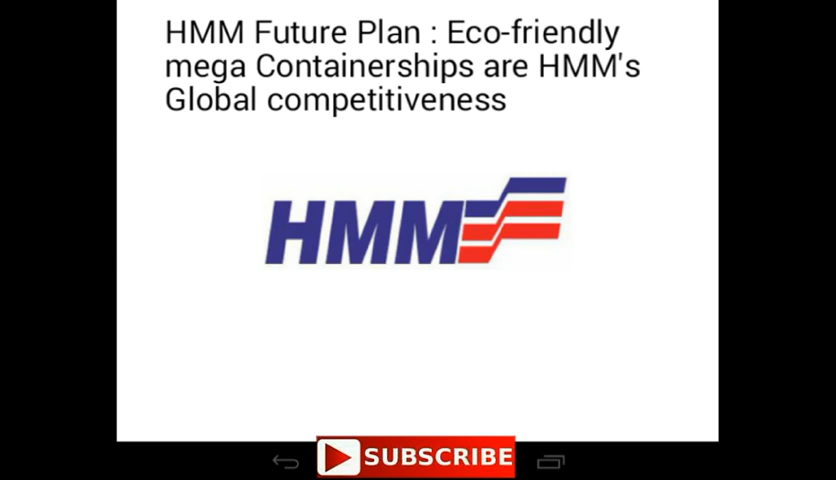 HMM Future Plan : Eco-friendly
mega Containerships are HMM's
Global competitiveness
HMM
SUBSCRIBE